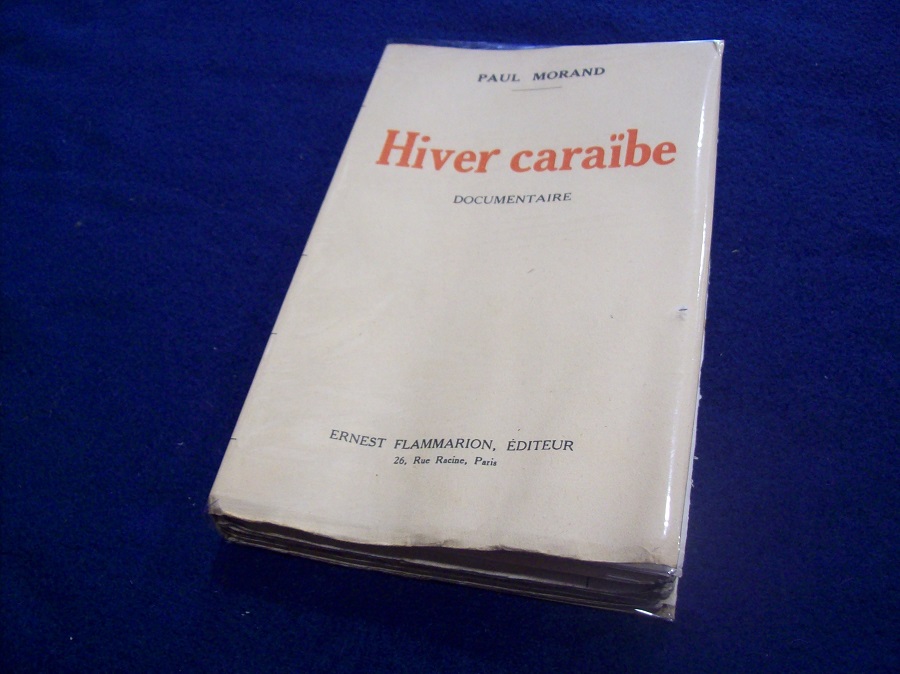 PAUL MORAND
Hiver caraïbe
DOCUMENTAIRE
ERNEST FLAMMARION, ÉDITEUR
26, Rue Racine, Paris